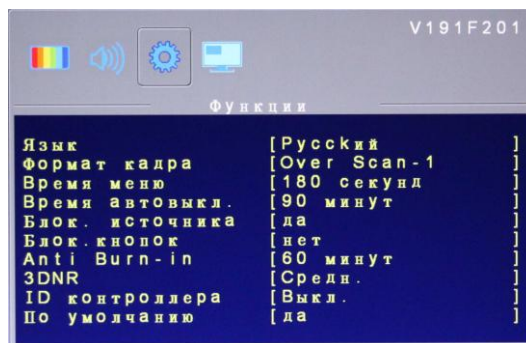 V191F201
Функции
Язык [Русский ]
Формат кадра [Over Scan-1 ]
Время меню [180 секунд ]
Время автовыкл. [90 минут ]
Блок. источника [да ]
Блок.кнопок [нет ]
Anti Burn-in [60 минут ]
3DNR [Средн. ]
ID контроллера [Выкл. ]
По умолчанию [да ]